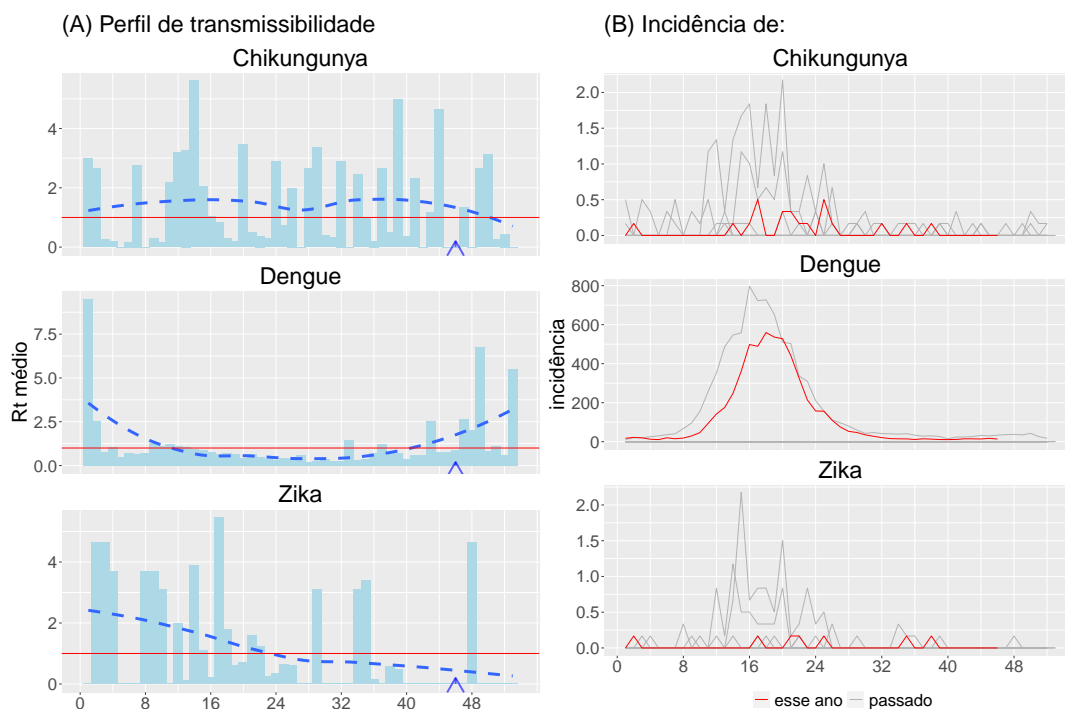 (A) Perfil de transmissibilidade
Chikungunya
4
2
0
Dengue
7.5
5.0
2.5
0.0
Rt médio
Zika
4
2
0
0 8 16 24 32 40 48
(B) Incidência de:
Chikungunya
2.0
1.5
1.0
0.5
0.0
Dengue
800
600
400
200
0
incidência
Zika
2.0
1.5
1.0
0.5
0.0
0 8 16 24 32 40 48
esse ano passado